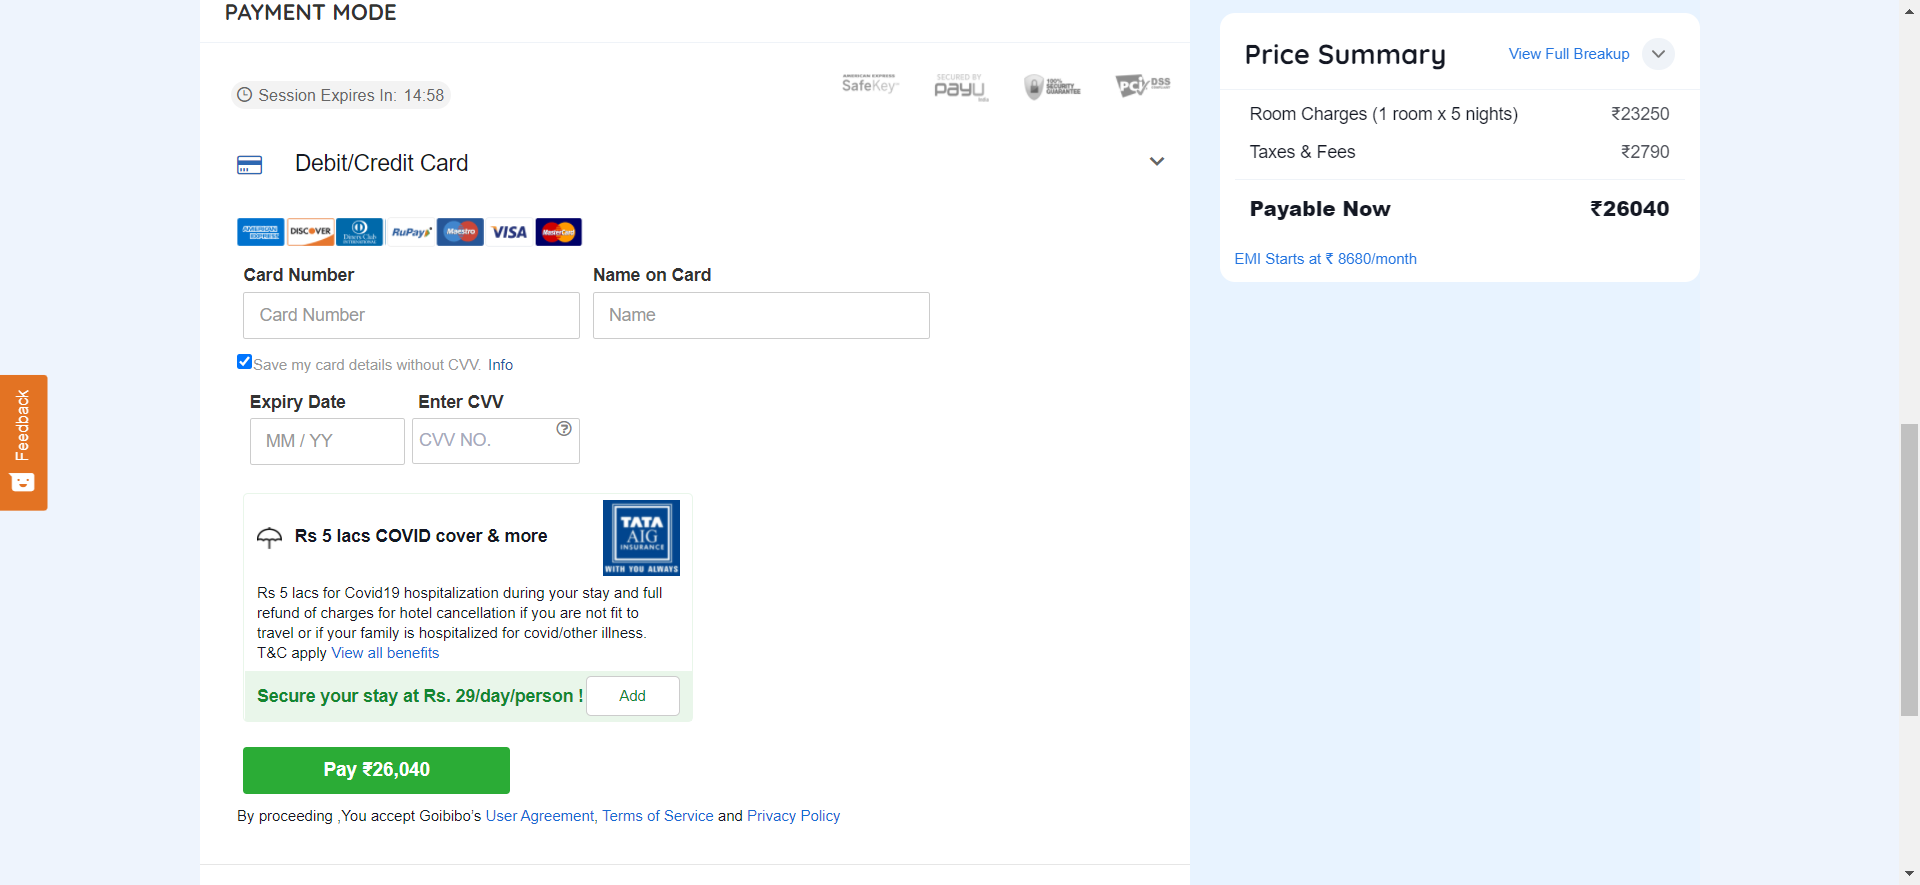 PAYMENT MODE
Session Expires In: 14:58
AMERICAN EXPRESS
SafeKey
SECURED BY
PayU
100%
SECURITY
GUARANTEE
PCI DSS
Debit/Credit Card
AMERICAN EXPRESS
DISCOVER
Diners Club
INTERNATIONAL
RuPay
Maestro
VISA
MasterCard
Card Number
Name on Card
Card Number
Name
Save my card details without CVV. Info
Expiry Date
Enter CVV
MM / YY
CVV NO.
Rs 5 lacs COVID cover & more
TATA
AIG
INSURANCE
WITH YOU ALWAYS
Rs 5 lacs for Covid19 hospitalization during your stay and full
refund of charges for hotel cancellation if you are not fit to
travel or if your family is hospitalized for covid/other illness.
T&C apply View all benefits
Secure your stay at Rs. 29/day/person !
Add
Pay ₹26,040
By proceeding ,You accept Goibibo's User Agreement, Terms of Service and Privacy Policy
Feedback
Price Summary
View Full Breakup
Room Charges (1 room x 5 nights) ₹23250
Taxes & Fees ₹2790
Payable Now ₹26040
EMI Starts at ₹ 8680/month